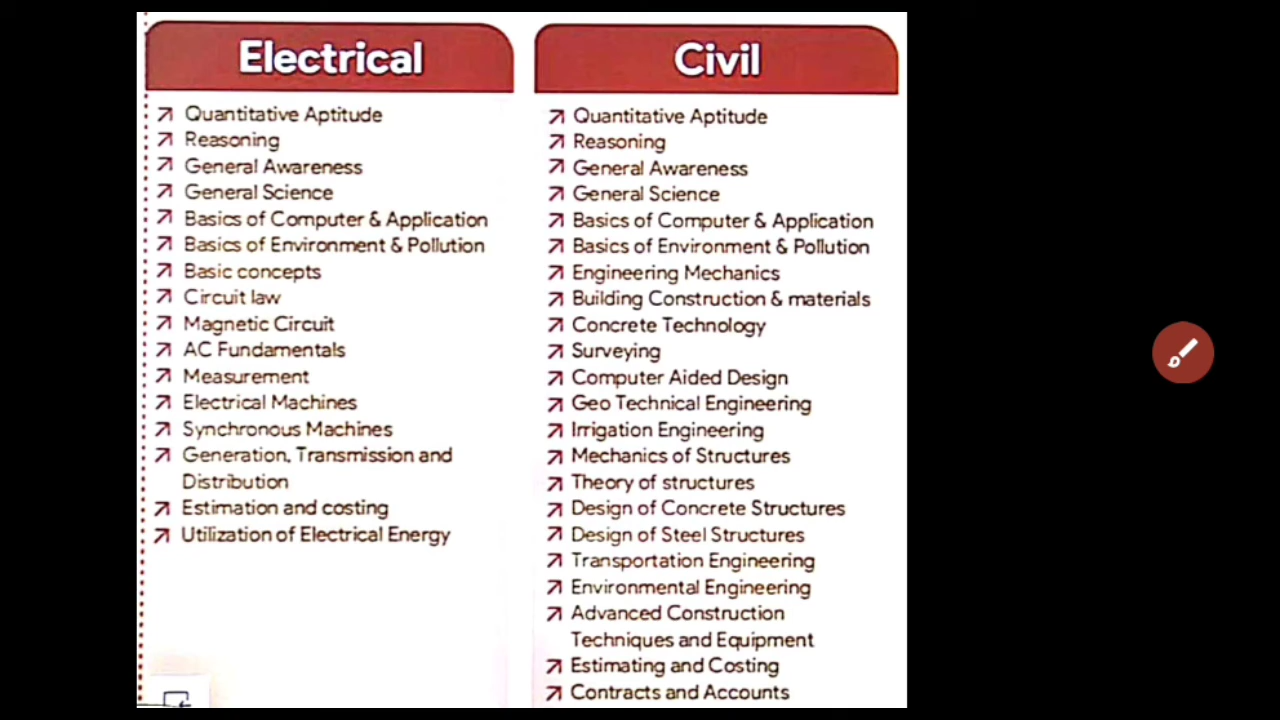 Electrical
Quantitative Aptitude
Reasoning
General Awareness
General Science
Basics of Computer & Application
Basics of Environment & Pollution
Basic concepts
Circuit law
Magnetic Circuit
AC Fundamentals
Measurement
Electrical Machines
Synchronous Machines
Generation, Transmission and
Distribution
Estimation and costing
Utilization of Electrical Energy
Civil
Quantitative Aptitude
Reasoning
General Awareness
General Science
Basics of Computer & Application
Basics of Environment & Pollution
Engineering Mechanics
Building Construction & materials
Concrete Technology
Surveying
Computer Aided Design
Geo Technical Engineering
Irrigation Engineering
Mechanics of Structures
Theory of structures
Design of Concrete Structures
Design of Steel Structures
Transportation Engineering
Environmental Engineering
Advanced Construction
Techniques and Equipment
Estimating and Costing
Contracts and Accounts